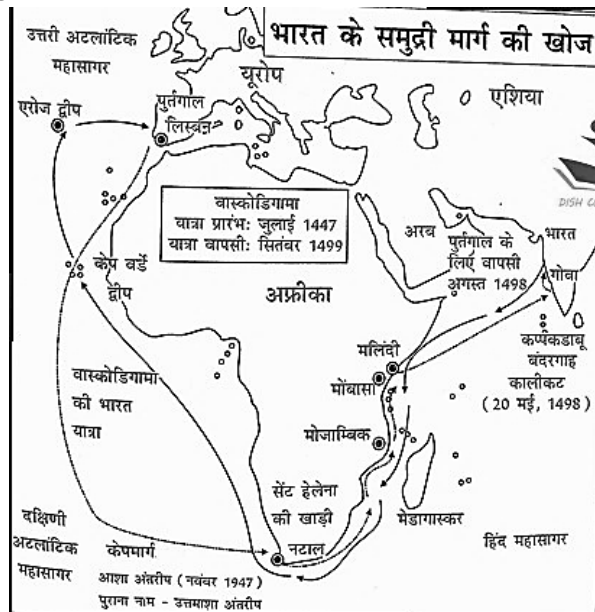 भारत के समुद्री मार्ग की खोज
उत्तरी अटलांटिक
महासागर
यूरोप
एशिया
एरोज द्वीप
पुर्तगाल
लिस्बन
DISH
वास्कोडिगामा
यात्रा प्रारंभः जुलाई 1447
यात्रा वापसीः सितंबर 1499
अरब
भारत
पुर्तगाल के
लिए वापसी
अगस्त 1498
गोवा
केप वर्डे
द्वीप
अफ्रीका
कप्पकडाबू
बंदरगाह
कालीकट
(20 मई, 1498)
मलिंदी
मोंबासा
वास्कोडिगामा
की भारत
यात्रा
मोजाम्बिक
सेंट हेलेना
की खाड़ी
मेडागास्कर
हिंद महासागर
नटाल
दक्षिणी
अटलांटिक
महासागर
केपमार्ग
आशा अंतरीप (नवंबर 1947)
पुराना नाम - उत्तमाशा अंतरीप